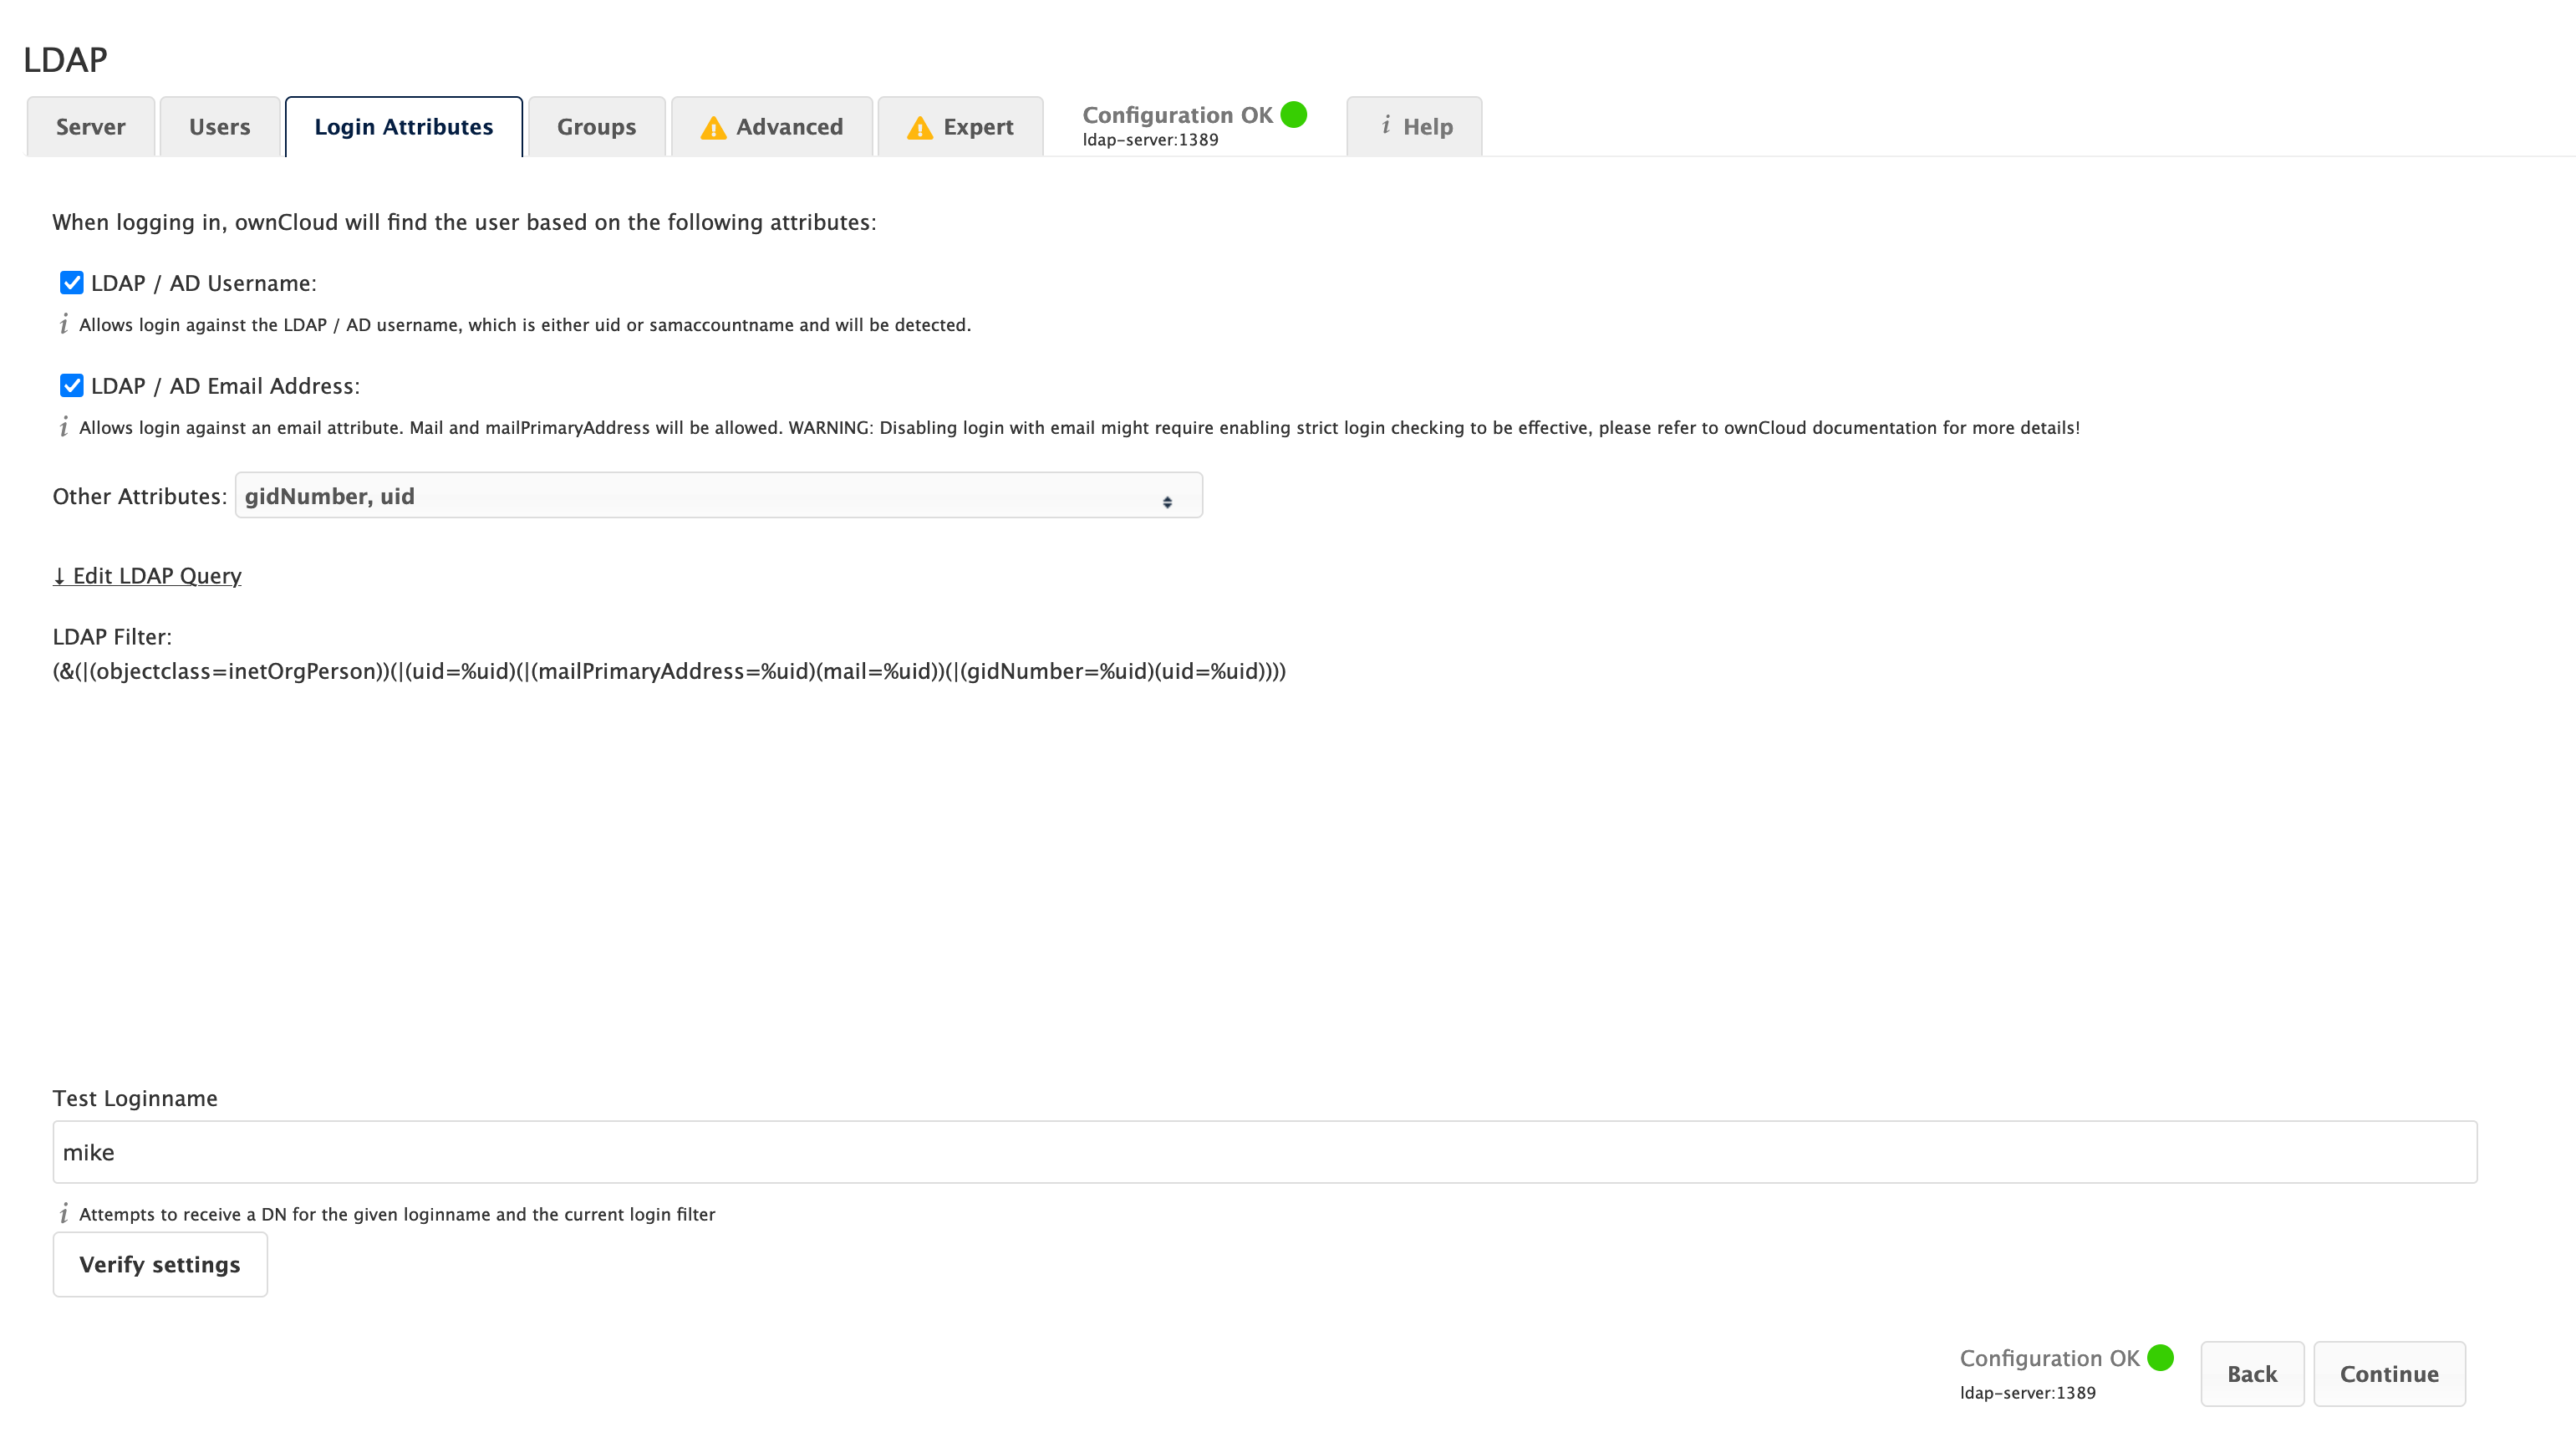 LDAP
Server
Users
Login Attributes
Groups
Advanced
Expert
Configuration OK
ldap-server:1389
i Help
When logging in, ownCloud will find the user based on the following attributes:
LDAP / AD Username:
i Allows login against the LDAP / AD username, which is either uid or samaccountname and will be detected.
LDAP / AD Email Address:
i Allows login against an email attribute. Mail and mailPrimaryAddress will be allowed. WARNING: Disabling login with email might require enabling strict login checking to be effective, please refer to ownCloud documentation for more details!
Other Attributes: gidNumber, uid
↓ Edit LDAP Query
LDAP Filter:
(&(|(objectclass=inetOrgPerson))(|(uid=%uid)(|(mailPrimaryAddress=%uid)(mail=%uid))(|(gidNumber=%uid)(uid=%uid))))
Test Loginname
mike
i Attempts to receive a DN for the given loginname and the current login filter
Verify settings
Configuration OK
ldap-server:1389
Back
Continue